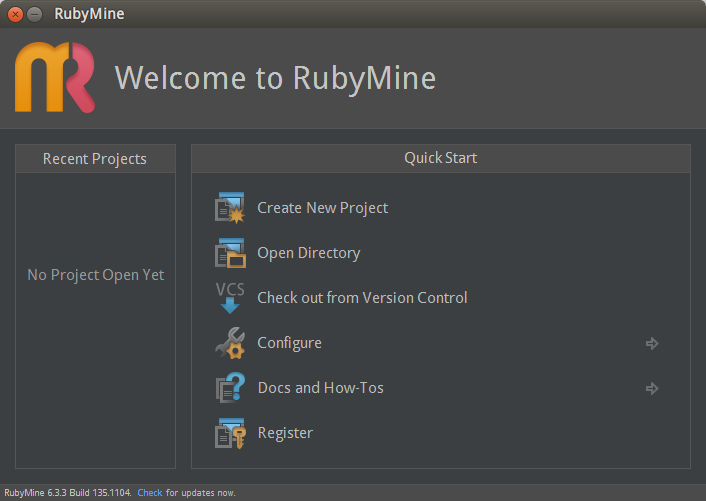 RubyMine
Welcome to RubyMine
Recent Projects
No Project Open Yet
Quick Start
Create New Project
Open Directory
VCS
Check out from Version Control
Configure
Docs and How-Tos
Register
RubyMine 6.3.3 Build 135.1104. Check for updates now.